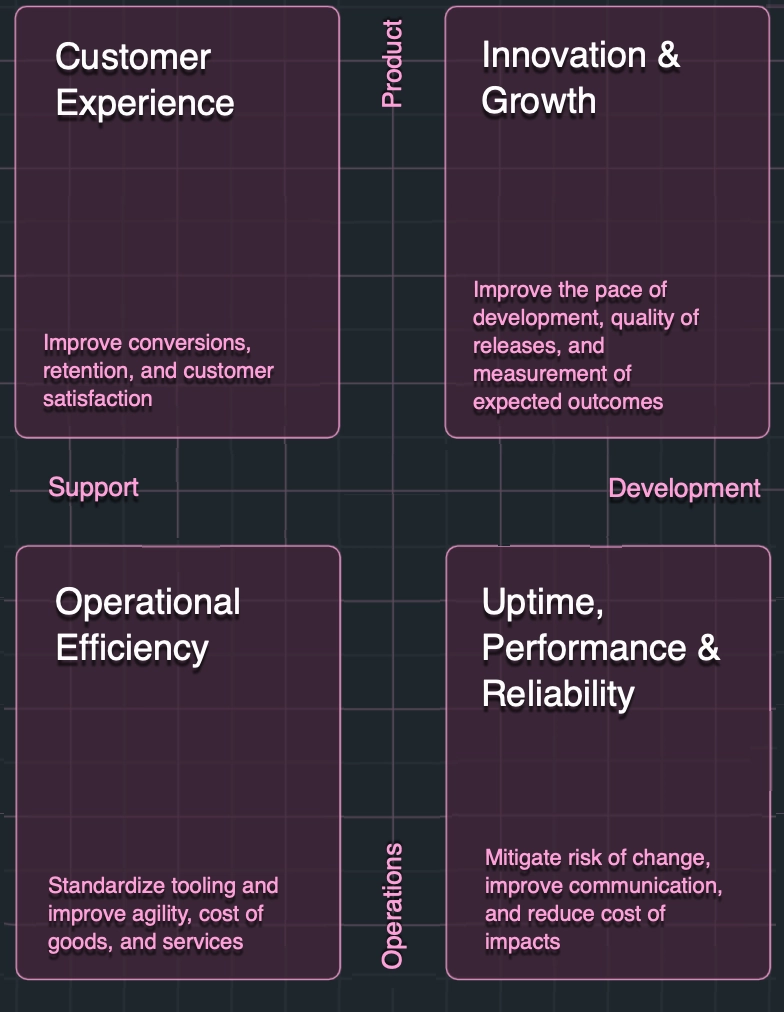 Customer
Experience
Improve conversions,
retention, and customer
satisfaction
Product
Innovation &
Growth
Improve the pace of
development, quality of
releases, and
measurement of
expected outcomes
Support
Development
Operational
Efficiency
Standardize tooling and
improve agility, cost of
goods, and services
Operations
Uptime,
Performance &
Reliability
Mitigate risk of change,
improve communication,
and reduce cost of
impacts